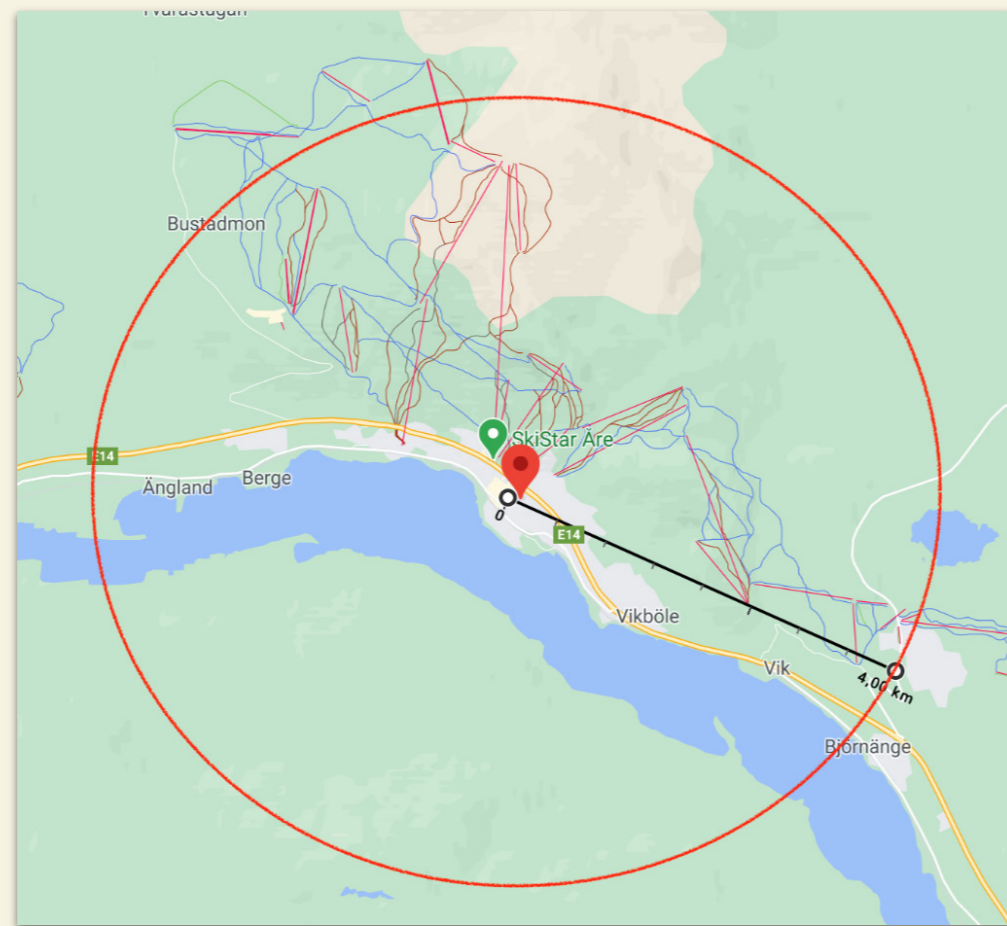 Bustadmon
SkiStar Åre
E14
Ängland
Berge
0
E14
Vikböle
Vik
4,00 km
Björnänge